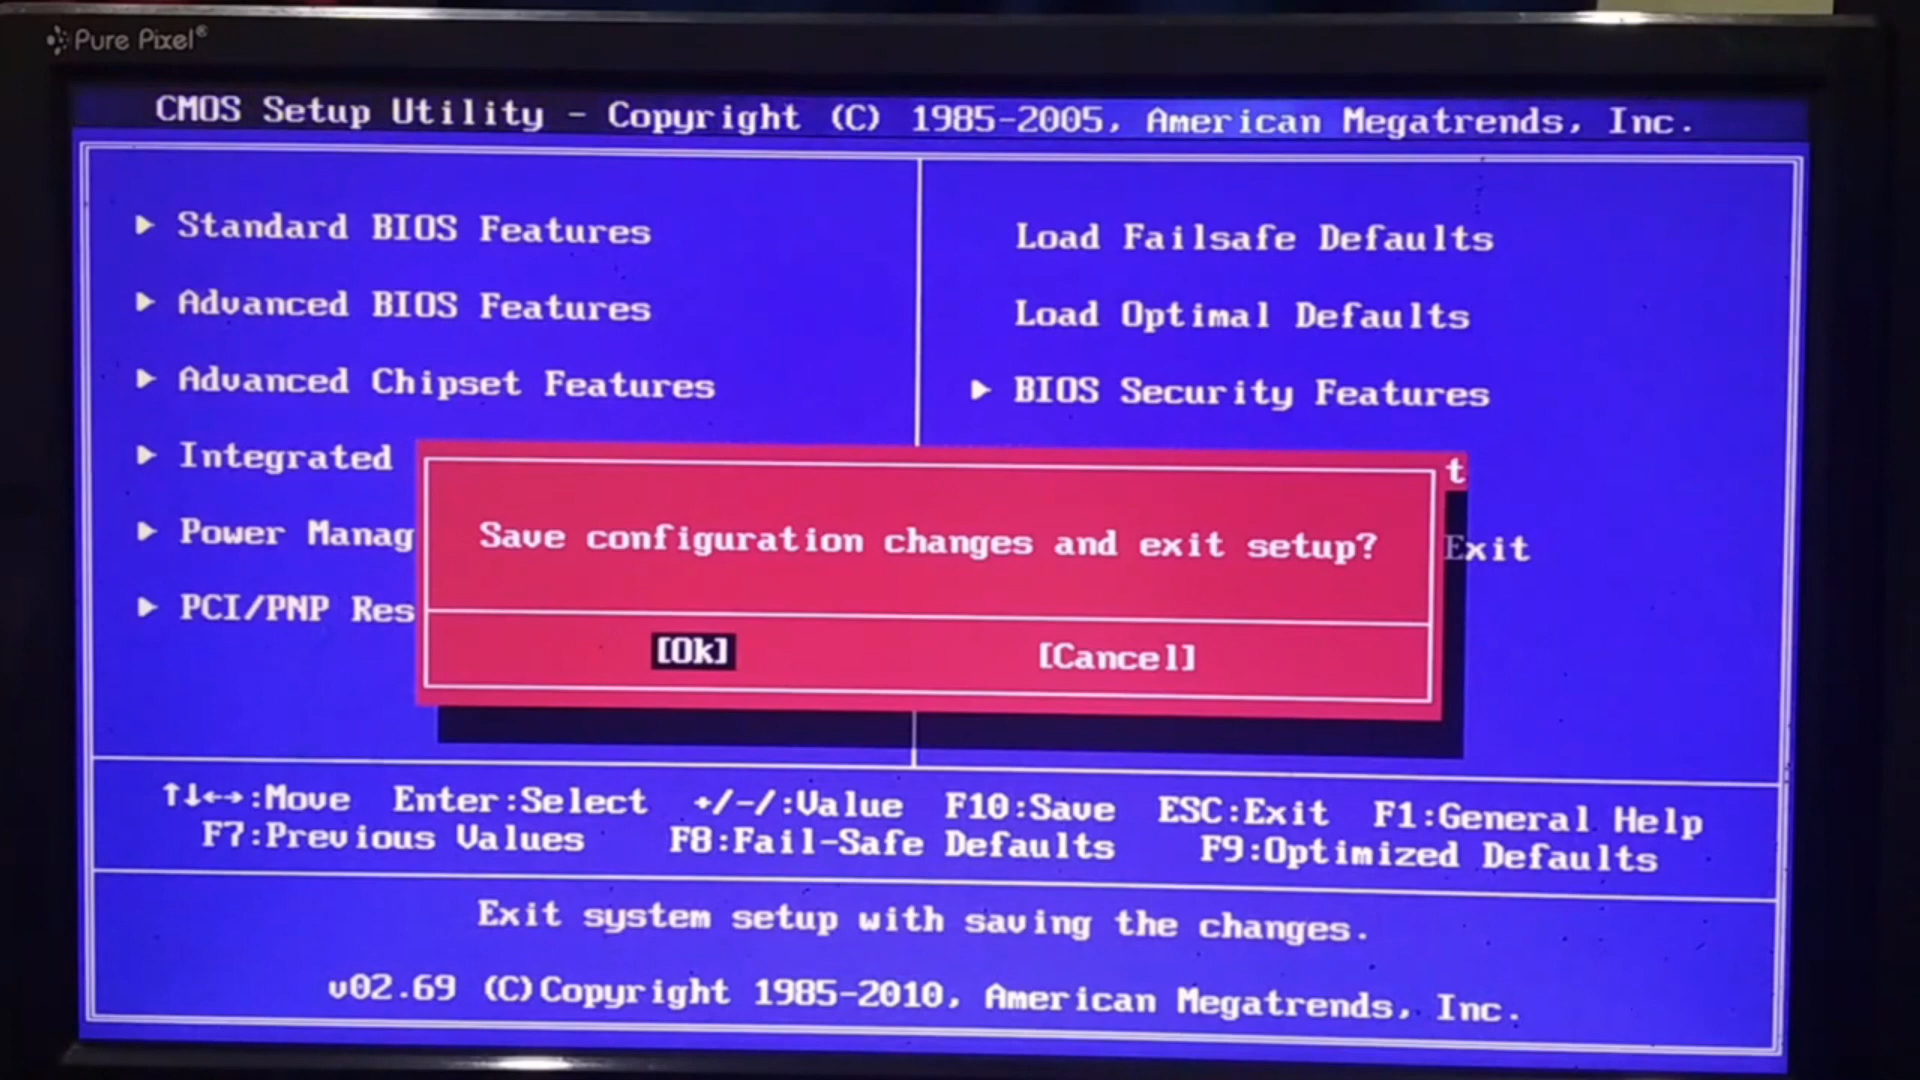 Pure Pixel®
CMOS Setup Utility - Copyright (C) 1985-2005, American Megatrends, Inc.
▶ Standard BIOS Features
▶ Advanced BIOS Features
▶ Advanced Chipset Features
▶ Integrated
▶ Power Manag
▶ PCI/PNP Res
Load Failsafe Defaults
Load Optimal Defaults
▶ BIOS Security Features
t
Exit
Save configuration changes and exit setup?
[Ok] [Cancel]
↑↓←→:Move Enter:Select +/-/:Value F10:Save ESC:Exit F1:General Help
F7:Previous Values F8:Fail-Safe Defaults F9:Optimized Defaults
Exit system setup with saving the changes.
v02.69 (C)Copyright 1985-2010, American Megatrends, Inc.